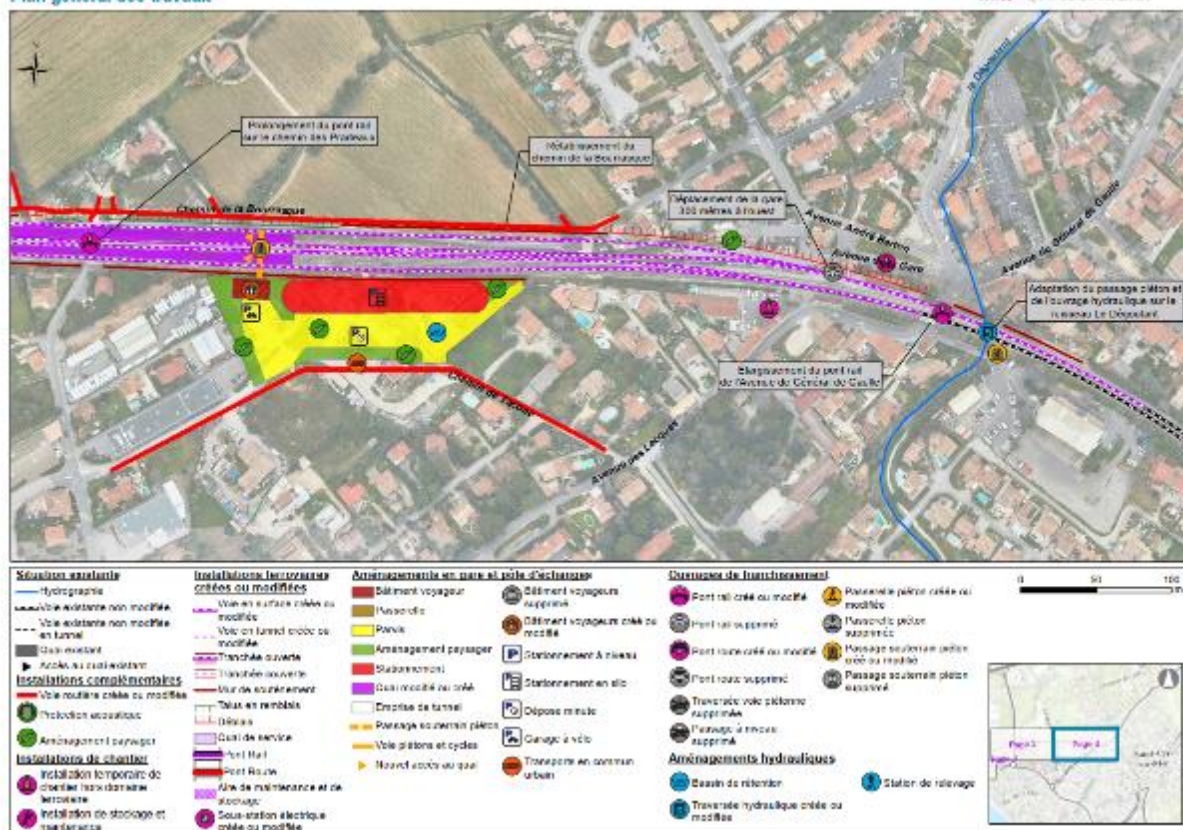 Plan général des travaux
le Dégoutant
Prolongement du pont rail
sur le chemin des Pradeaux
Rétablissement du
chemin de la Bourrasque
Chemin de la Bourrasque
Déplacement de la gare
300 mètres à l'ouest
Avenue
Gare
Avenue du Général de Gaulle
Adaptation du passage piéton et
de l'ouvrage hydraulique sur le
ruisseau Le Dégoutant
Elargissement du pont rail
de l'Avenue de Général de Gaulle
Avenue des Lecques
Situation existante
Hydrographie
Voie existante non modifiée
Voie existante non modifiée
en tunnel
Quai existant
Accès au quai existant
Installations complémentaires
Voie routière créée ou modifiée
Protection acoustique
Aménagement paysager
Installations de chantier
Installation temporaire de
chantier hors domaine
ferroviaire
Installation de stockage et
maintenance
Installations ferroviaires
créées ou modifiées
Voie en surface créée ou
modifiée
Voie en tunnel créée ou
modifiée
Tranchée ouverte
Tranchée couverte
Mur de soutènement
Talus en remblais
Déblais
Quai de service
Pont Rail
Pont Route
Aire de maintenance et de
stockage
Sous-station électrique
créée ou modifiée
Aménagements en gare et pôle d'échanges
Bâtiment voyageur
Passerelle
Parvis
Aménagement paysager
Stationnement
Quai modifié ou créé
Emprise de tunnel
Passage souterrain piéton
Voie piétons et cycles
Nouvel accès au quai
Bâtiment voyageurs
supprimé
Bâtiment voyageurs créé ou
modifié
Stationnement à niveau
Stationnement en silo
Dépose minute
Garage à vélo
Transports en commun
urbain
Ouvrages de franchissement
Pont rail créé ou modifié
Pont rail supprimé
Pont route créé ou modifié
Pont route supprimé
Traversée voie piétonne
supprimée
Passage à niveau
supprimé
Passerelle piéton créée ou
modifiée
Passerelle piéton
supprimée
Passage souterrain piéton
créé ou modifié
Passage souterrain piéton
supprimé
Aménagements hydrauliques
Bassin de rétention
Traversée hydraulique créée ou
modifiée
Station de relevage
0 50 100
m